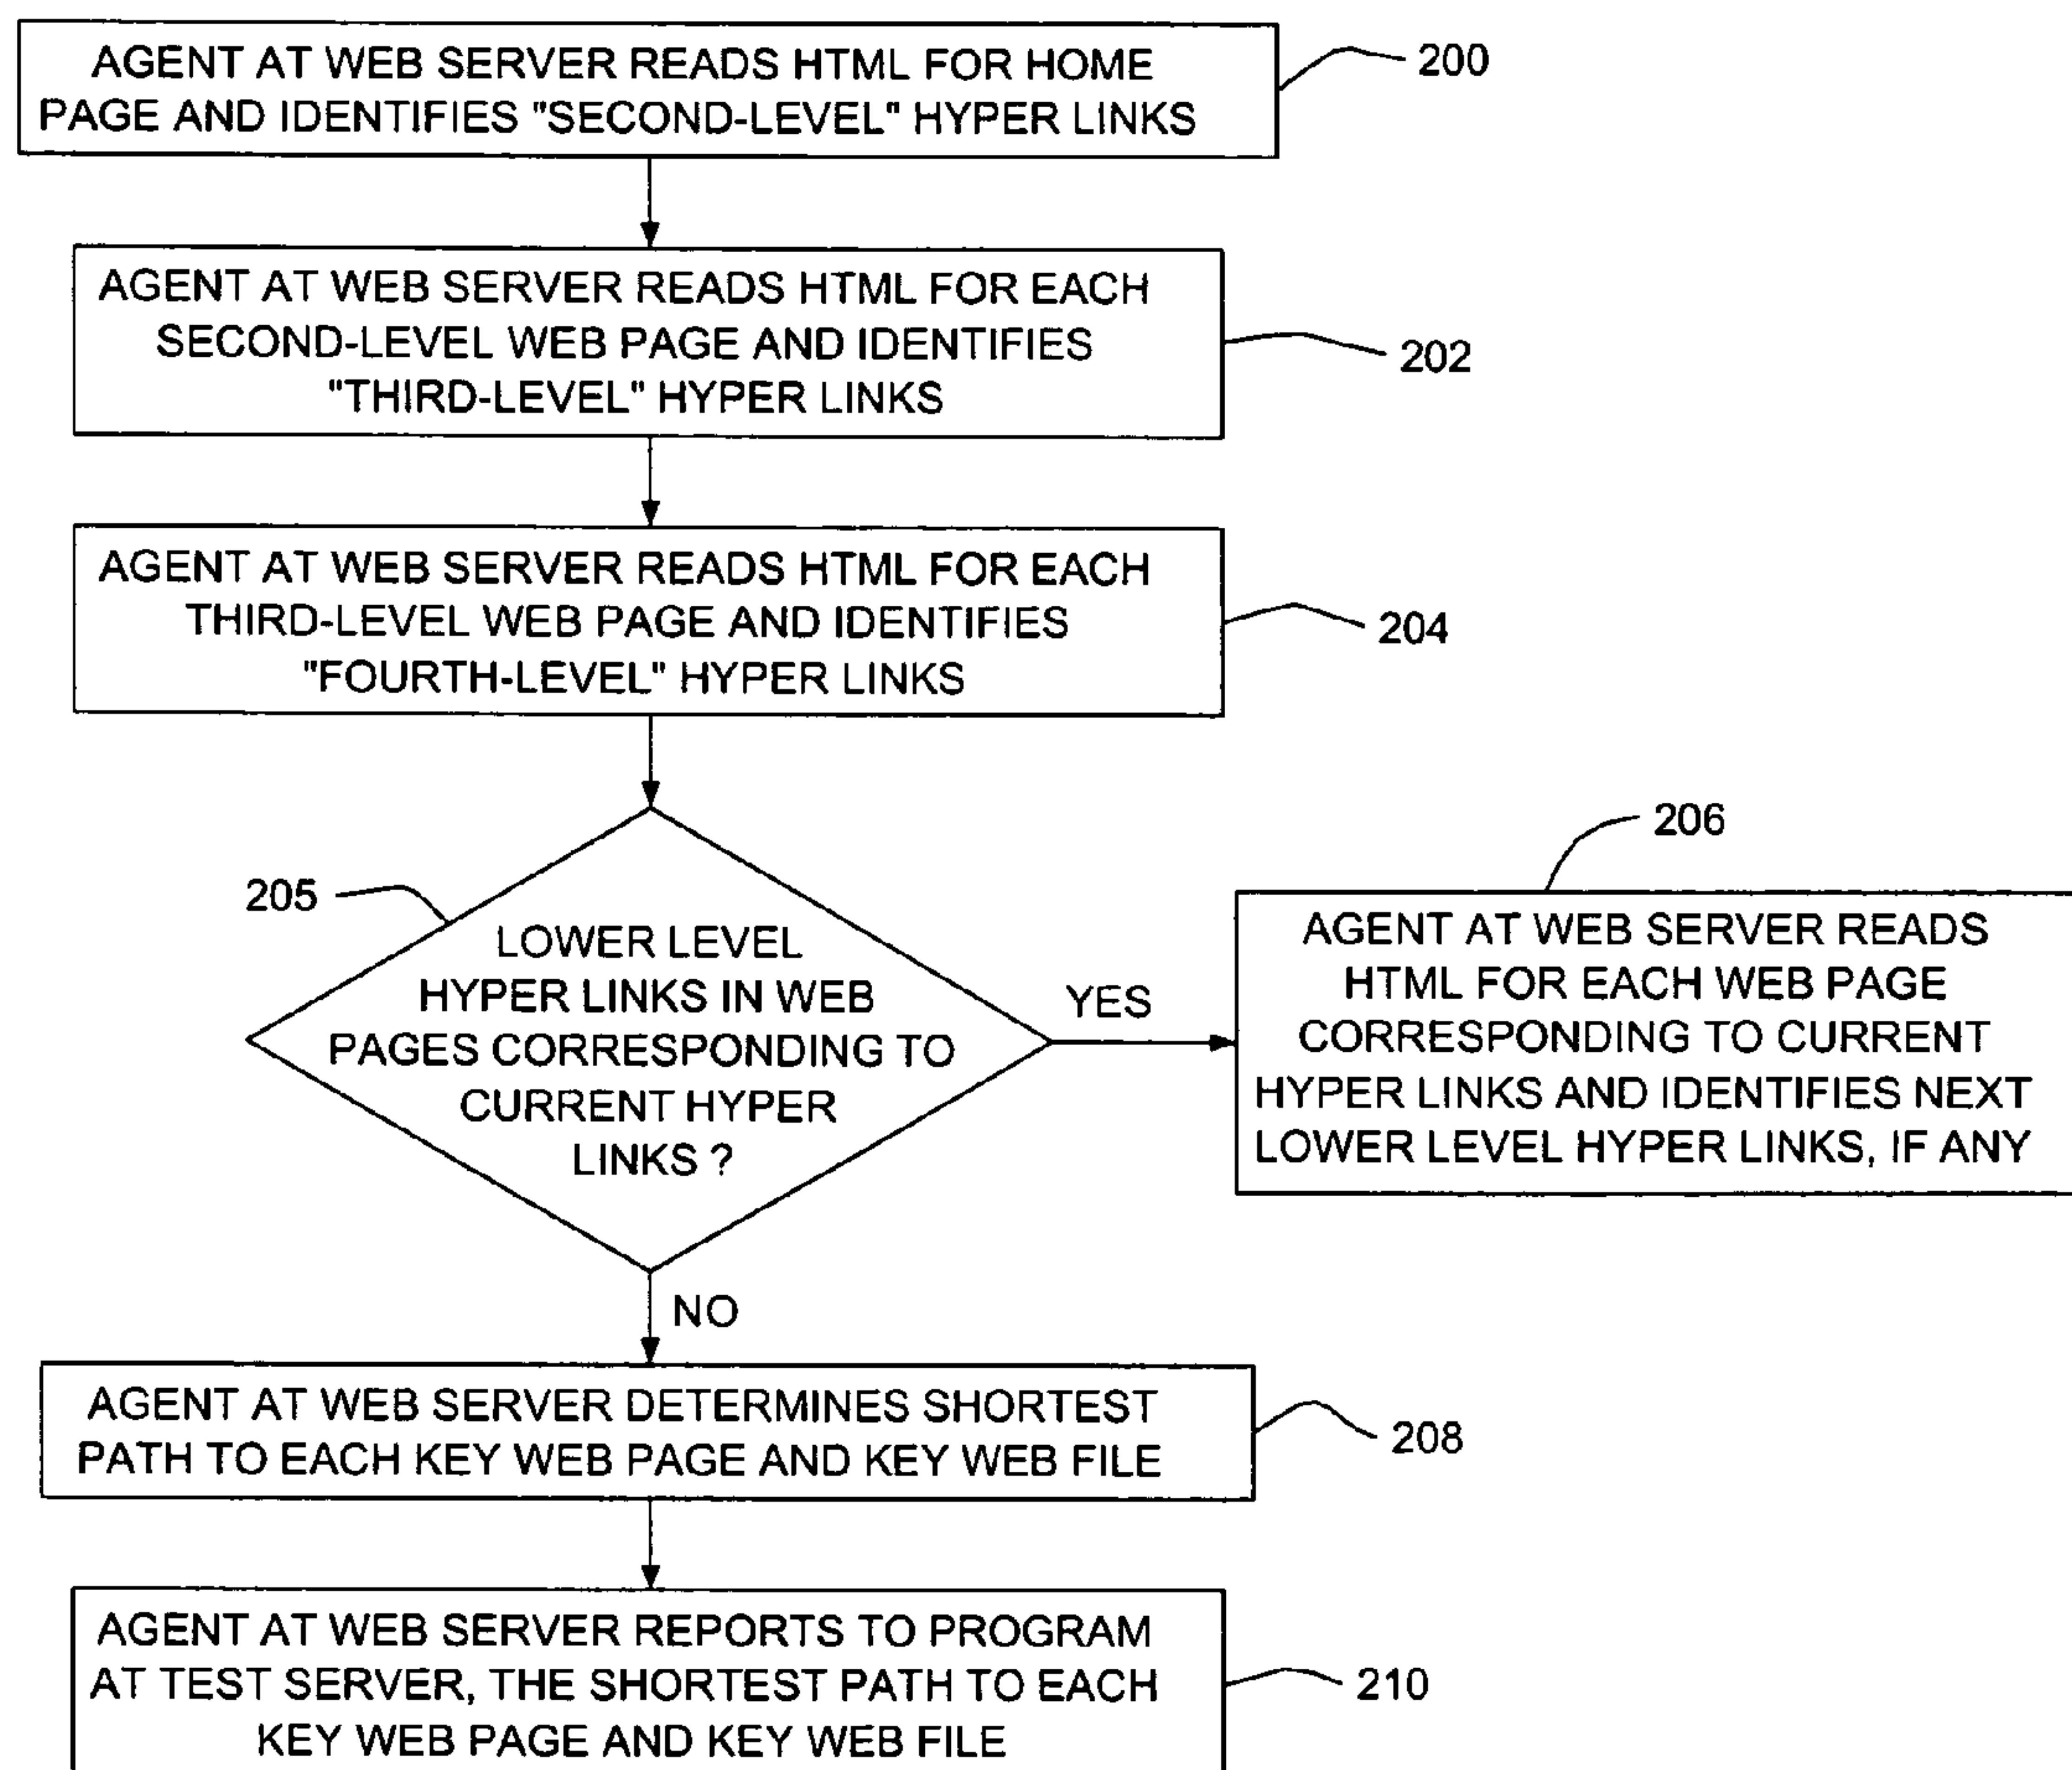 AGENT AT WEB SERVER READS HTML FOR HOME
PAGE AND IDENTIFIES "SECOND-LEVEL" HYPER LINKS
200
AGENT AT WEB SERVER READS HTML FOR EACH
SECOND-LEVEL WEB PAGE AND IDENTIFIES
"THIRD-LEVEL" HYPER LINKS
202
AGENT AT WEB SERVER READS HTML FOR EACH
THIRD-LEVEL WEB PAGE AND IDENTIFIES
"FOURTH-LEVEL" HYPER LINKS
204
205
LOWER LEVEL
HYPER LINKS IN WEB
PAGES CORRESPONDING TO
CURRENT HYPER
LINKS ?
YES
206
AGENT AT WEB SERVER READS
HTML FOR EACH WEB PAGE
CORRESPONDING TO CURRENT
HYPER LINKS AND IDENTIFIES NEXT
LOWER LEVEL HYPER LINKS, IF ANY
NO
AGENT AT WEB SERVER DETERMINES SHORTEST
PATH TO EACH KEY WEB PAGE AND KEY WEB FILE
208
AGENT AT WEB SERVER REPORTS TO PROGRAM
AT TEST SERVER, THE SHORTEST PATH TO EACH
KEY WEB PAGE AND KEY WEB FILE
210